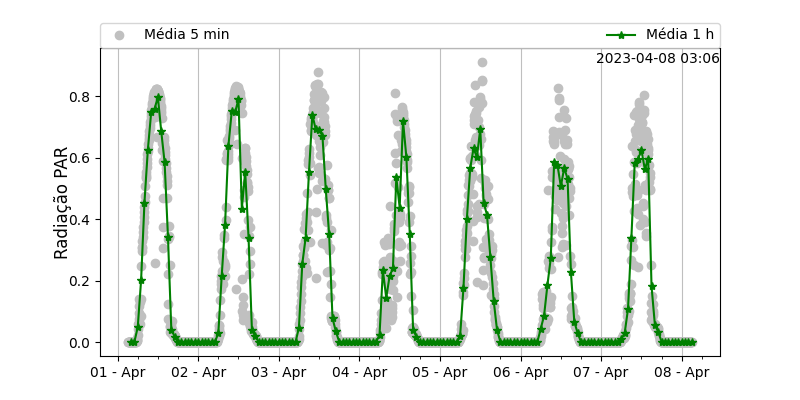 Média 5 min
Média 1 h
2023-04-08 03:06
Radiação PAR
0.8
0.6
0.4
0.2
0.0
01 - Apr
02 - Apr
03 - Apr
04 - Apr
05 - Apr
06 - Apr
07 - Apr
08 - Apr